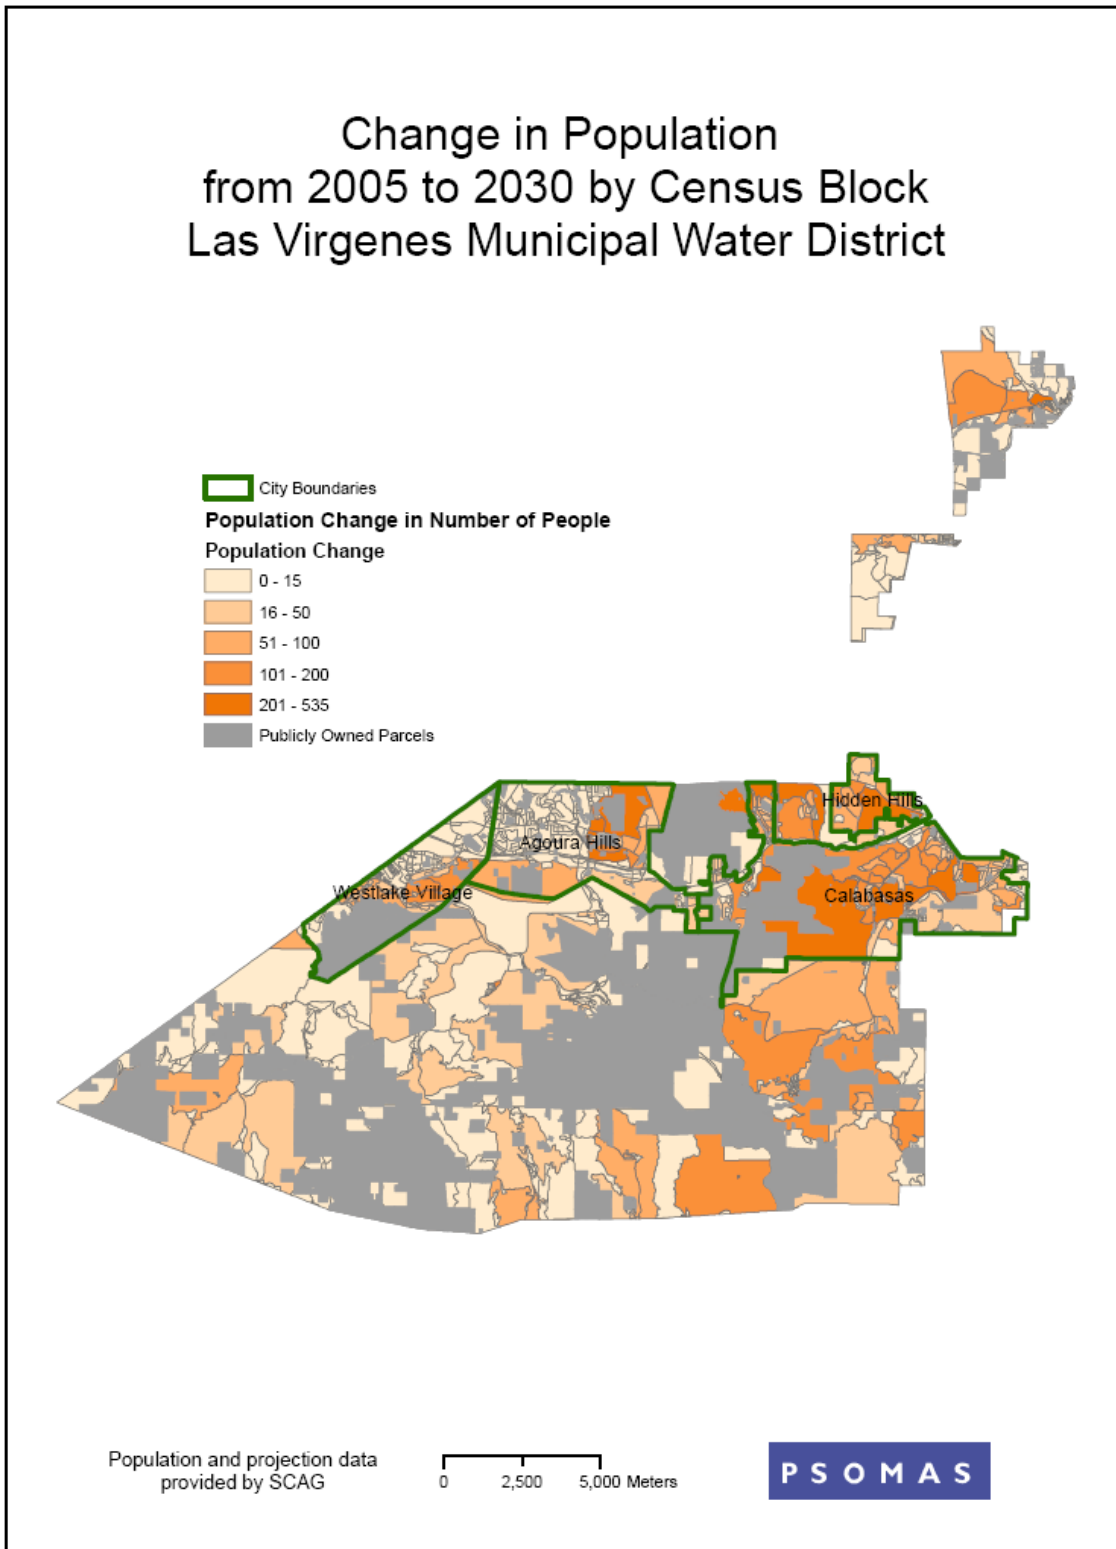 Change in Population
from 2005 to 2030 by Census Block
Las Virgenes Municipal Water District
City Boundaries
Population Change in Number of People
Population Change
0 - 15
16 - 50
51 - 100
101 - 200
201 - 535
Publicly Owned Parcels
Hidden Hills
Agoura Hills
Westlake Village
Calabasas
Population and projection data
provided by SCAG
0 2,500 5,000 Meters
PSOMAS